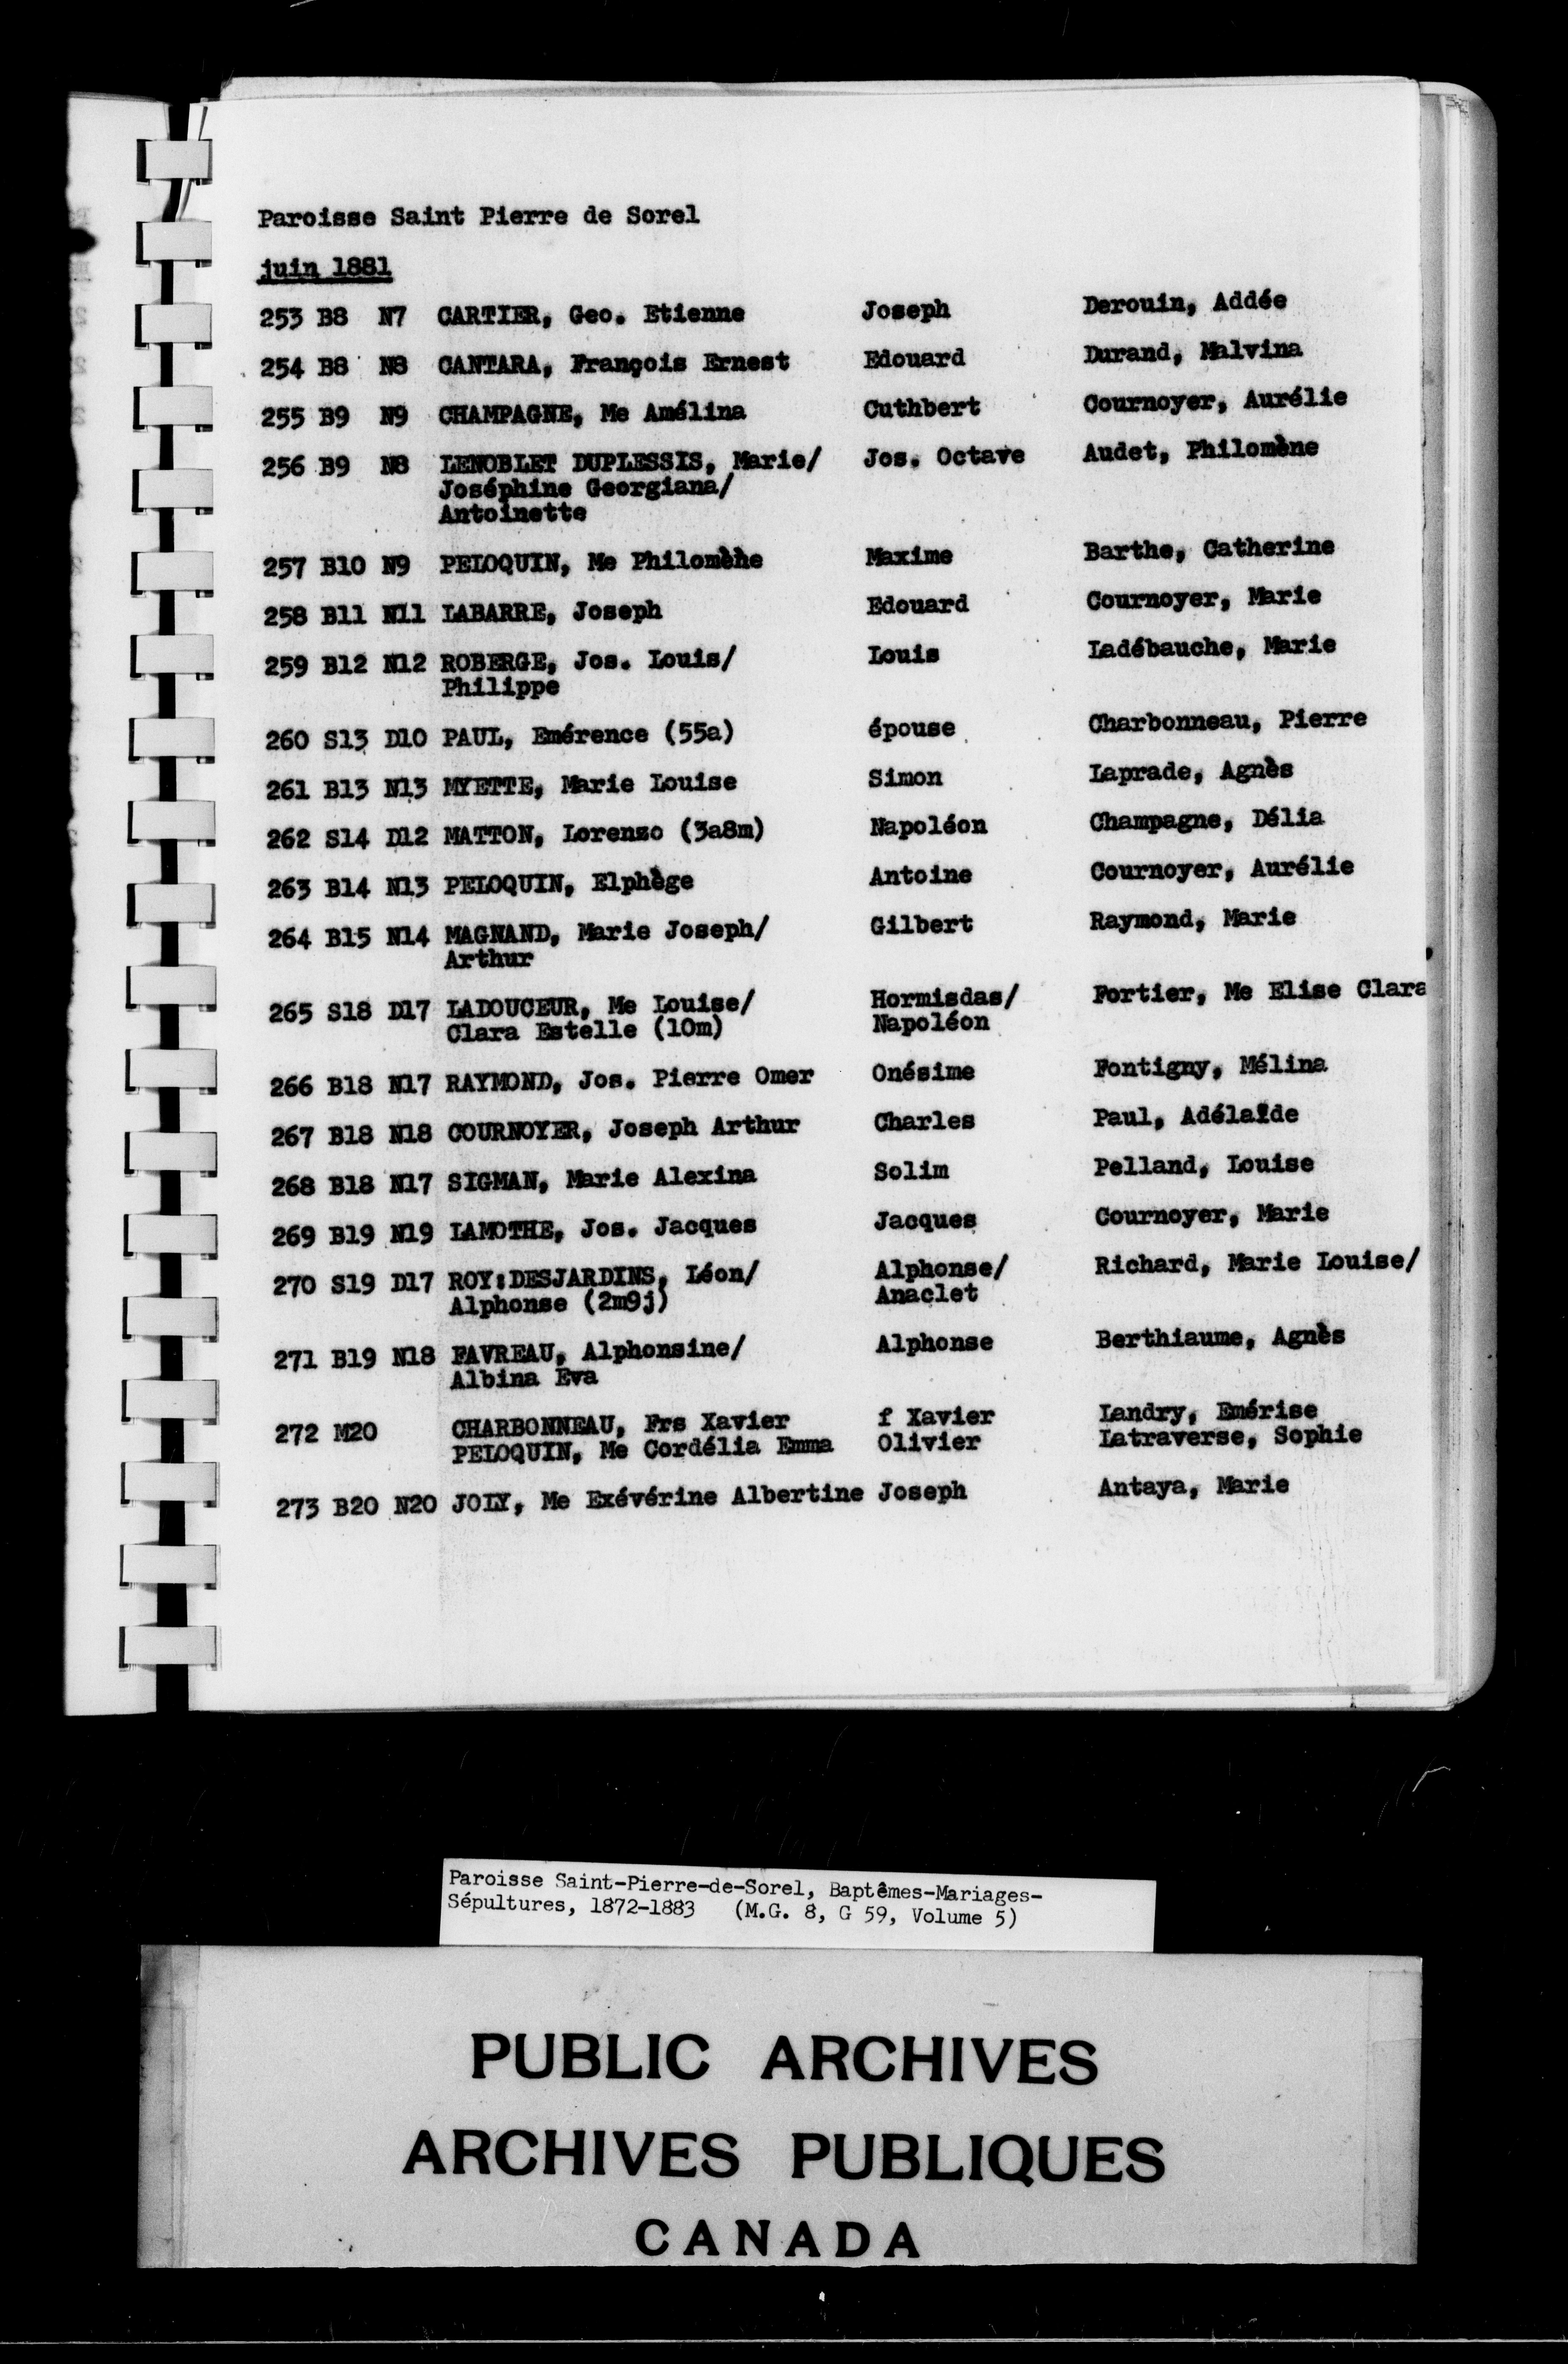 Paroisse Saint Pierre de Sorel
juin 1881
253 B8 N7 CARTIER, Geo. Etienne Joseph Derouin, Addée
254 B8 N8 CANTARA, François Ernest Edouard Durand, Malvina
255 B9 N9 CHAMPAGNE, Me Amélina Cuthbert Cournoyer, Aurélie
256 B9 N8 LENOBLET DUPLESSIS, Marie/ Jos. Octave Audet, Philomène
Joséphine Georgiana/
Antoinette
257 B10 N9 PELOQUIN, Me Philomène Maxime Barthe, Catherine
258 B11 N11 LABARRE, Joseph Edouard Cournoyer, Marie
259 B12 N12 ROBERGE, Jos. Louis/ Louis Ladébauche, Marie
Philippe
260 S13 D10 PAUL, Emérence (55a) épouse Charbonneau, Pierre
261 B13 N13 MYETTE, Marie Louise Simon Laprade, Agnès
262 S14 D12 MATTON, Lorenzo (3a8m) Napoléon Champagne, Délia
263 B14 N13 PELOQUIN, Elphège Antoine Cournoyer, Aurélie
264 B15 N14 MAGNAND, Marie Joseph/ Gilbert Raymond, Marie
Arthur
265 S18 D17 LADOUCEUR, Me Louise/ Hormisdas/ Fortier, Me Elise Clara
Clara Estelle (10m) Napoléon
266 B18 N17 RAYMOND, Jos. Pierre Omer Onésime Fontigny, Mélina
267 B18 N18 COURNOYER, Joseph Arthur Charles Paul, Adélaïde
268 B18 N17 SIGMAN, Marie Alexina Solim Pelland, Louise
269 B19 N19 LAMOTHE, Jos. Jacques Jacques Cournoyer, Marie
270 S19 D17 ROY:DESJARDINS, Léon/ Alphonse/ Richard, Marie Louise/
Alphonse (2m9j) Anaclet
271 B19 N18 FAVREAU, Alphonsine/ Alphonse Berthiaume, Agnès
Albina Eva
272 M20 CHARBONNEAU, Frs Xavier f Xavier Landry, Emérise
PELOQUIN, Me Cordélia Emma Olivier Latraverse, Sophie
273 B20 N20 JOLY, Me Exévérine Albertine Joseph Antaya, Marie
Paroisse Saint-Pierre-de-Sorel, Baptêmes-Mariages-
Sépultures, 1872-1883 (M.G. 8, G 59, Volume 5)
PUBLIC ARCHIVES
ARCHIVES PUBLIQUES
CANADA